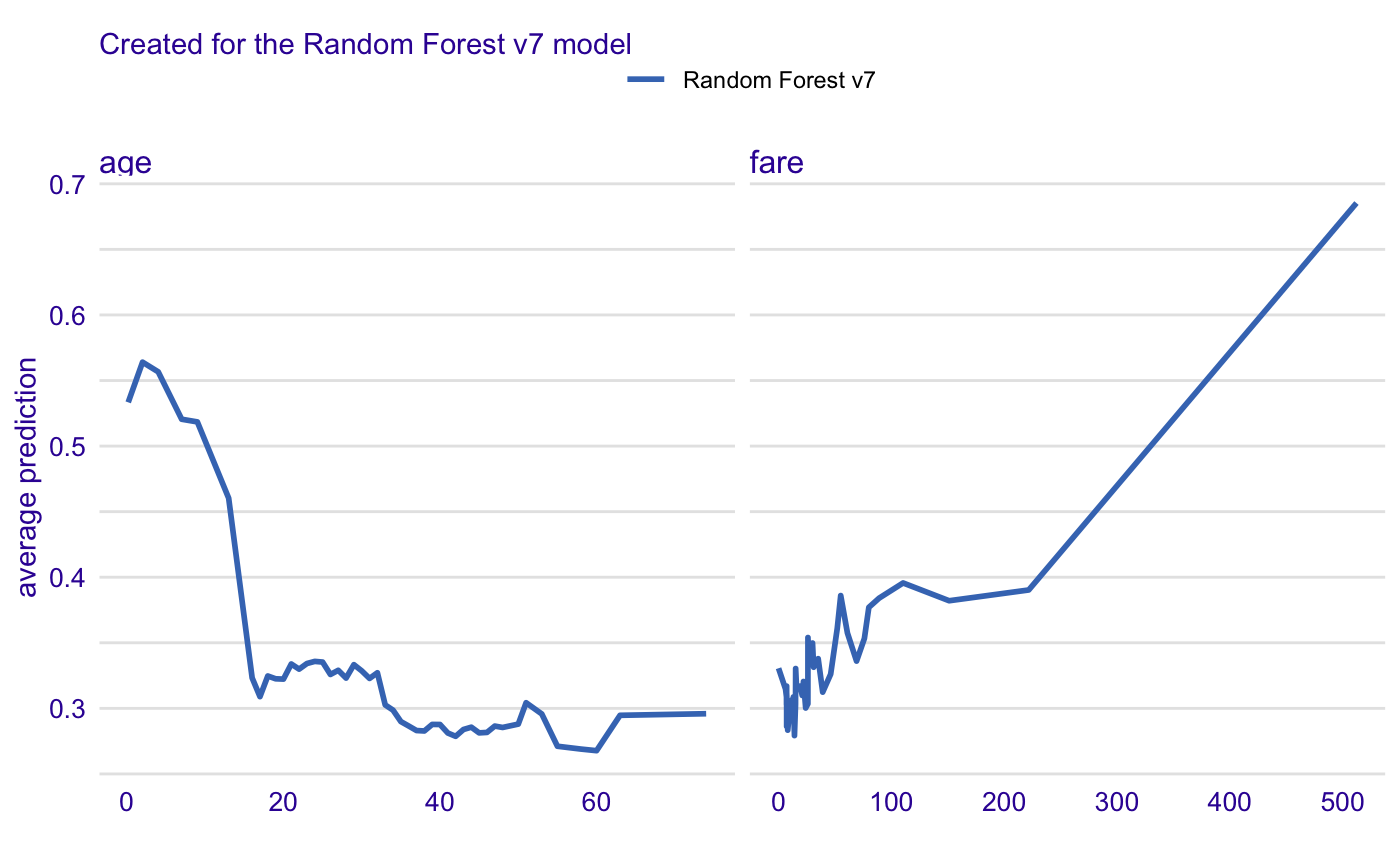 Created for the Random Forest v7 model
Random Forest v7
age
fare
0.7
0.6
0.5
0.4
0.3
average prediction
0 20 40 60
0 100 200 300 400 500